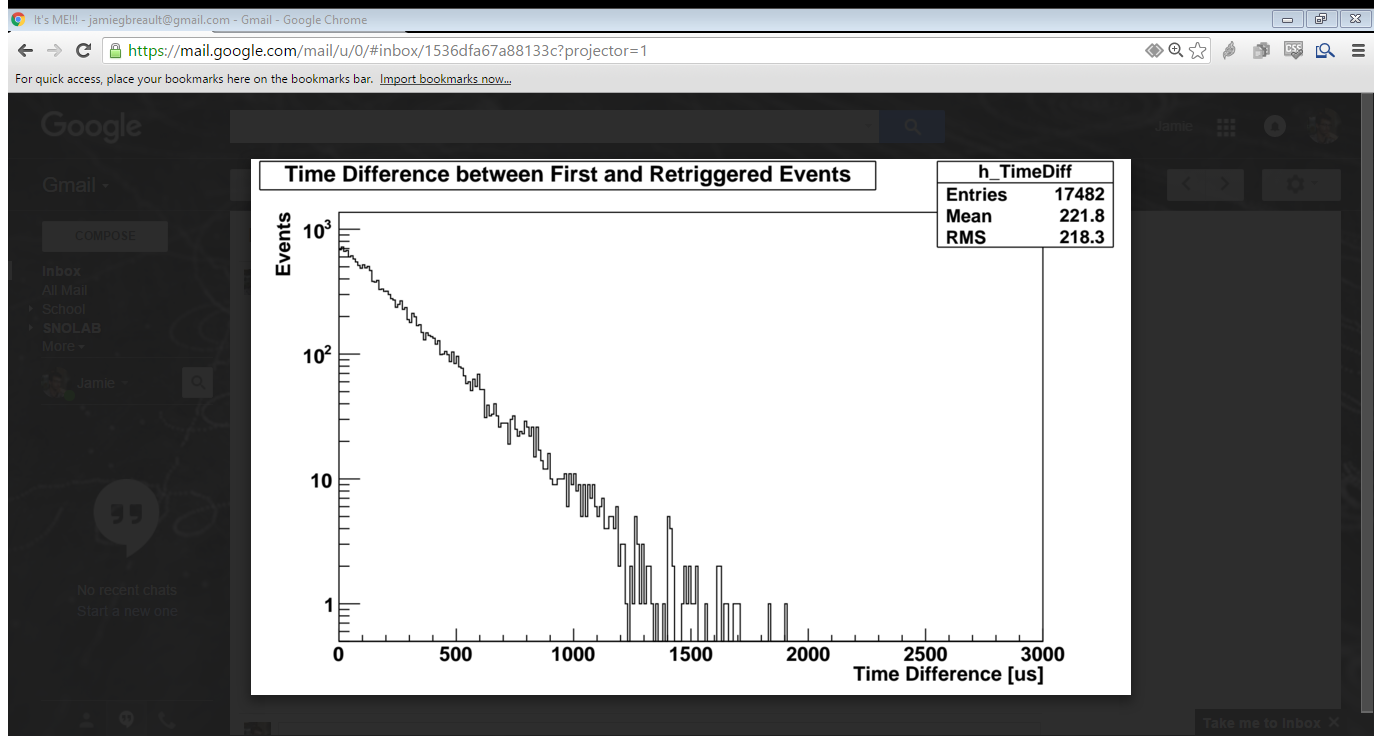 It's ME!!! - jamiegbreault@gmail.com - Gmail - Google Chrome
https://mail.google.com/mail/u/0/#inbox/1536dfa67a88133c?projector=1
For quick access, place your bookmarks here on the bookmarks bar. Import bookmarks now...
Google
Jamie
Gmail
COMPOSE
Inbox
All Mail
School
SNOLAB
More
Jamie
No recent chats
Start a new one
Time Difference between First and Retriggered Events
h_TimeDiff
Entries 17482
Mean 221.8
RMS 218.3
Events
10³
10²
10
1
0 500 1000 1500 2000 2500 3000
Time Difference [us]
Take me to Inbox ×